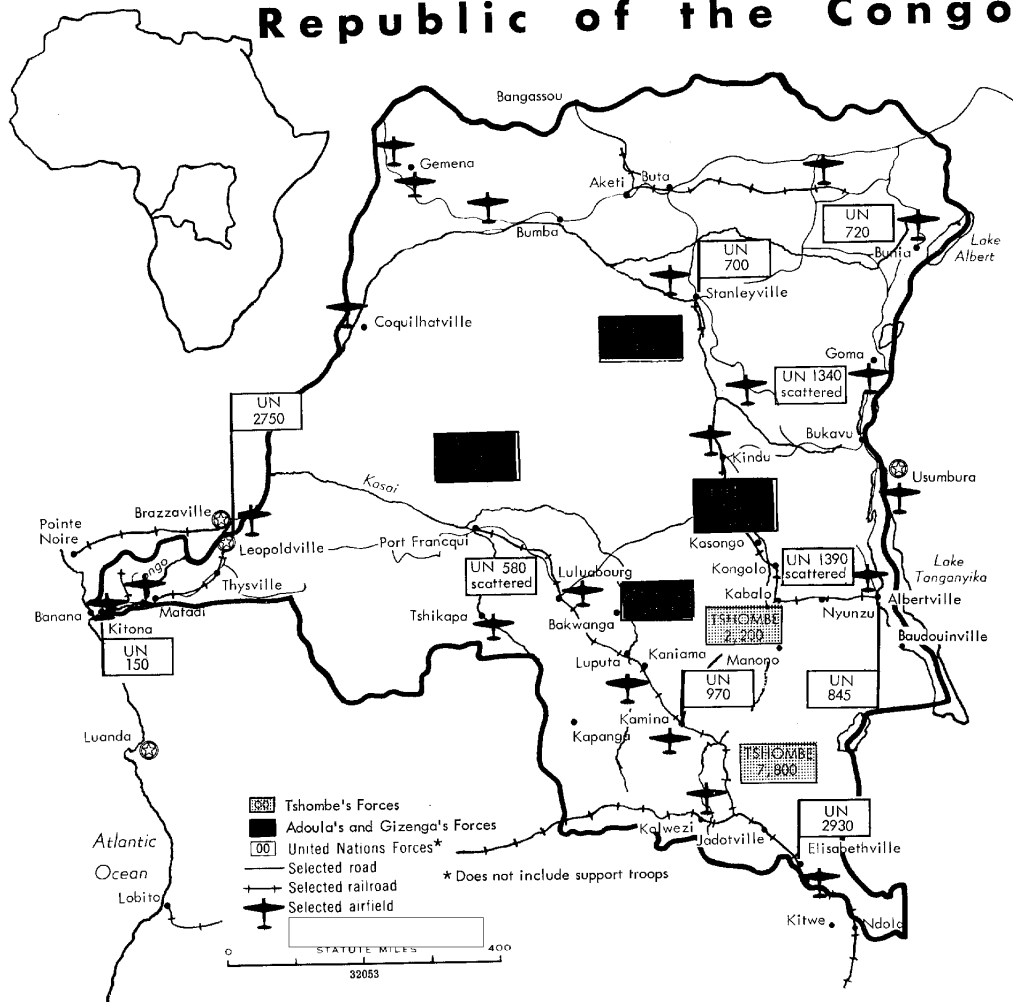 Republic of the Congo
Bangassou
Gemena
Aketi
Buta
Bumba
UN
720
Bunia
Lake
Albert
UN
700
Stanleyville
Coquilhatville
Goma
UN 1340
scattered
UN
2750
Bukavu
Kindu
Usumbura
Kasai
Brazzaville
Pointe
Noire
Leopoldville
Port Francqui
Kasongo
Congo
Thysville
UN 580
scattered
Luluabourg
Kongolo
UN 1390
scattered
Lake
Tanganyika
Banana
Matadi
Kitona
Tshikapa
Bakwanga
Kabalo
Nyunzu
Albertville
TSHOMBE
2,200
Baudouinville
UN
150
Luputa
Kaniama
Manono
UN
970
UN
845
Kamina
Kapanga
Luanda
TSHOMBE
7,800
00 Tshombe's Forces
Adoula's and Gizenga's Forces
00 United Nations Forces*
Selected road
Selected railroad
Selected airfield
Kolwezi
Jadotville
UN
2930
Elisabethville
Atlantic
Ocean
* Does not include support troops
Lobito
Kitwe
Ndola
STATUTE MILES
0 400
32053